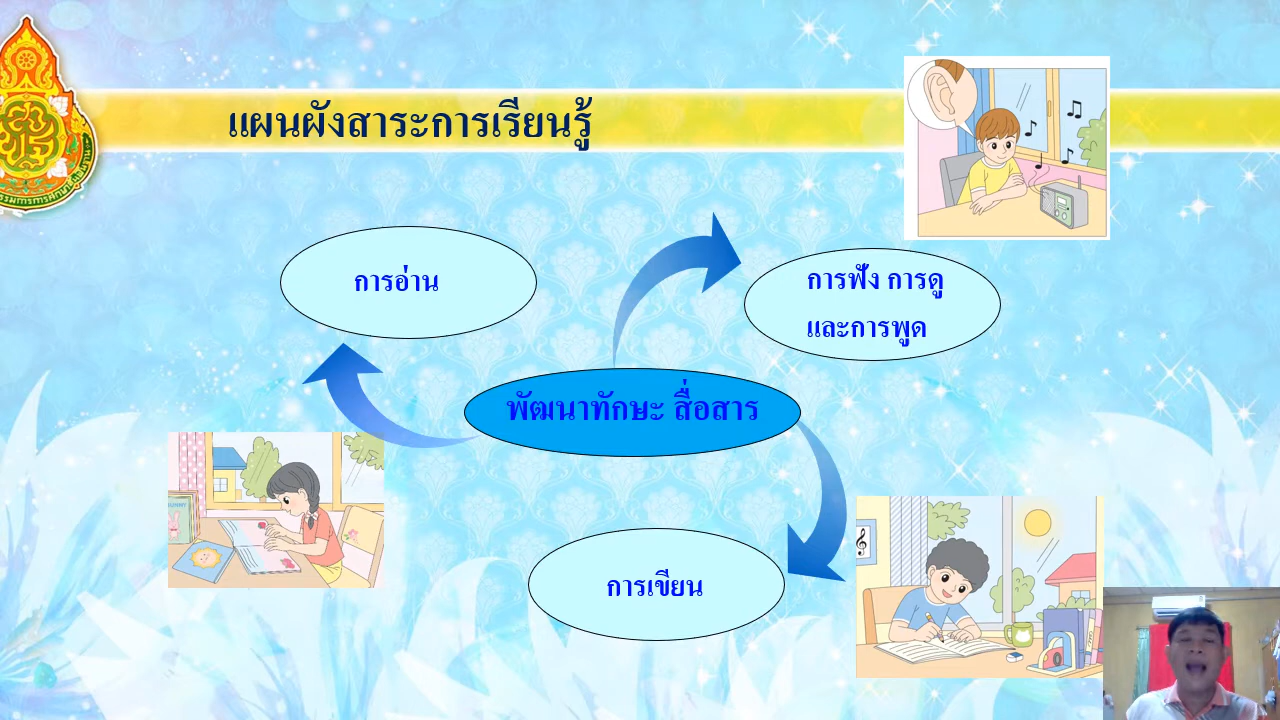 แผนผังสาระการเรียนรู้
การอ่าน
การฟัง การดู
และการพูด
พัฒนาทักษะ สื่อสาร
การเขียน